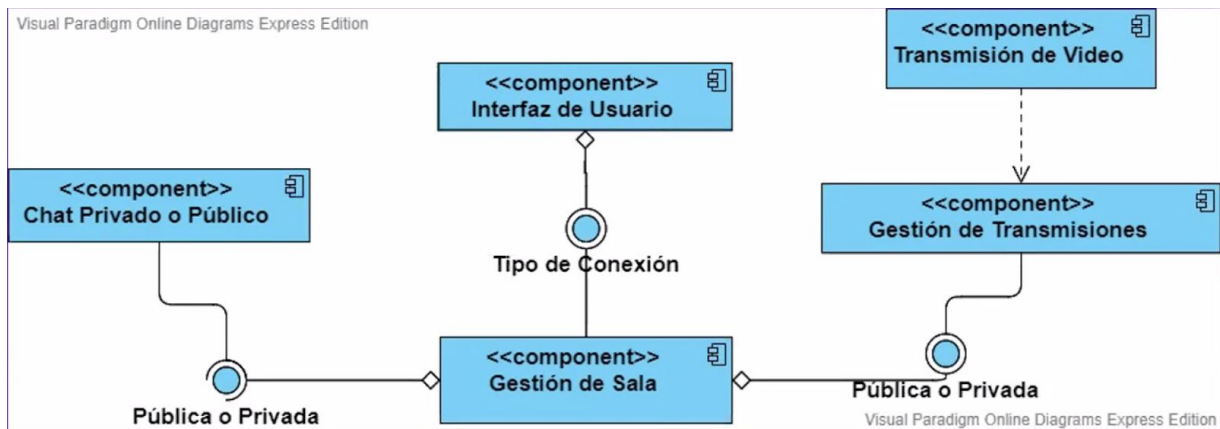 Visual Paradigm Online Diagrams Express Edition
<<component>>
Transmisión de Video
<<component>>
Interfaz de Usuario
<<component>>
Chat Privado o Público
<<component>>
Gestión de Transmisiones
Tipo de Conexión
<<component>>
Gestión de Sala
Pública o Privada
Pública o Privada
Visual Paradigm Online Diagrams Express Edition